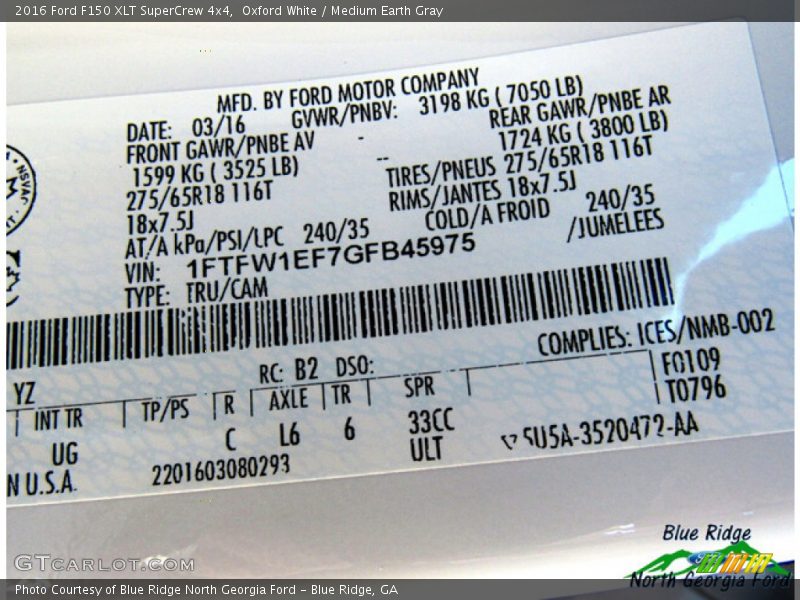 2016 Ford F150 XLT SuperCrew 4x4, Oxford White / Medium Earth Gray
MFD. BY FORD MOTOR COMPANY
DATE: 03/16 GVWR/PNBV: 3198 KG ( 7050 LB)
FRONT GAWR/PNBE AV - -- REAR GAWR/PNBE AR
1599 KG ( 3525 LB) 1724 KG ( 3800 LB)
275/65R18 116T TIRES/PNEUS 275/65R18 116T
18x7.5J RIMS/JANTES 18x7.5J
AT/A kPa/PSI/LPC 240/35 COLD/A FROID 240/35
VIN: 1FTFW1EF7GFB45975 /JUMELEES
TYPE: TRU/CAM
COMPLIES: ICES/NMB-002
YZ RC: B2 DSO: F0109
INT TR TP/PS R AXLE TR SPR T0796
UG C L6 6 33CC
ULT
N U.S.A. 2201603080293 SU5A-3520472-AA
GTCARLOT.COM
Blue Ridge
North Georgia Ford
Photo Courtesy of Blue Ridge North Georgia Ford - Blue Ridge, GA